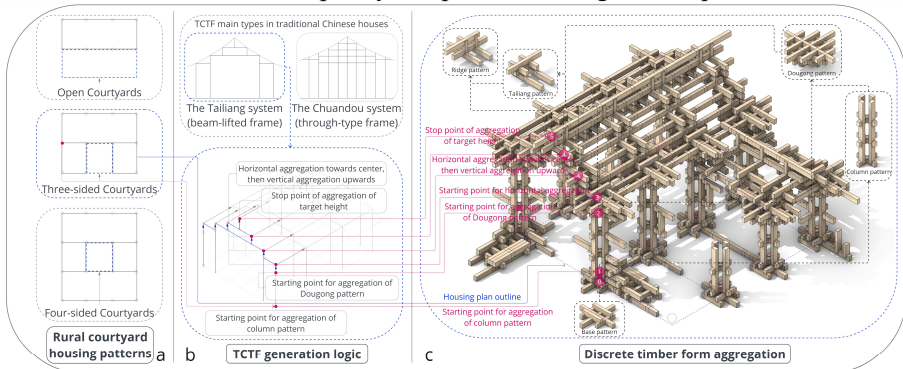 Open Courtyards
Three-sided Courtyards
Four-sided Courtyards
Rural courtyard
housing patterns
a
TCTF main types in traditional Chinese houses
The Tailiang system
(beam-lifted frame)
The Chuandou system
(through-type frame)
Horizontal aggregation towards center,
then vertical aggregation upwards
Stop point of aggregation of
target height
Starting point for aggregation of
Dougong pattern
Starting point for aggregation of
column pattern
b
TCTF generation logic
Ridge pattern
Tailiang pattern
Dougong pattern
Column pattern
Stop point of aggregation
of target height
Horizontal aggregation towards center,
then vertical aggregation upwards
Starting point for horizontal aggregation
Starting point for aggregation
of Dougong pattern
Housing plan outline
Starting point for aggregation
of column pattern
Base pattern
c
Discrete timber form aggregation